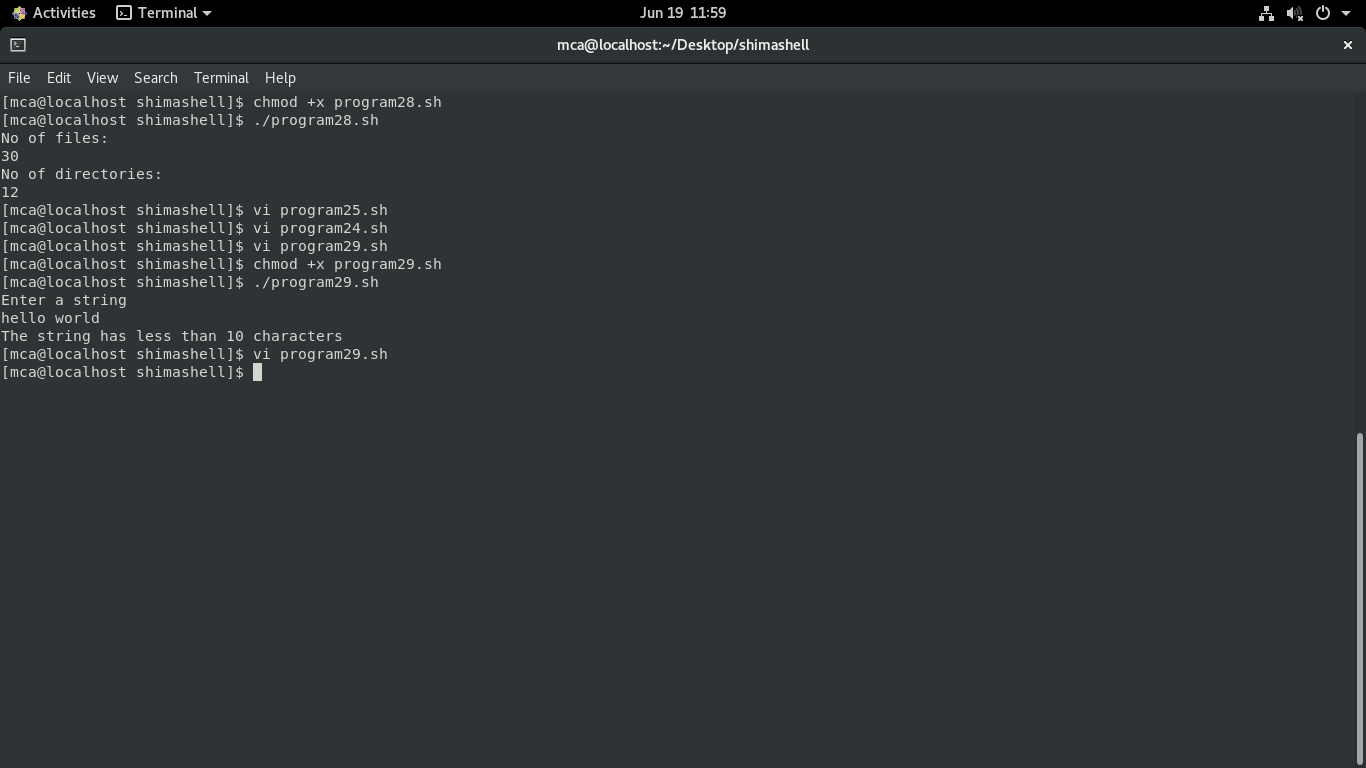 Activities Terminal Jun 19 11:59
mca@localhost:~/Desktop/shimashell
File Edit View Search Terminal Help
[mca@localhost shimashell]$ chmod +x program28.sh
[mca@localhost shimashell]$ ./program28.sh
No of files:
30
No of directories:
12
[mca@localhost shimashell]$ vi program25.sh
[mca@localhost shimashell]$ vi program24.sh
[mca@localhost shimashell]$ vi program29.sh
[mca@localhost shimashell]$ chmod +x program29.sh
[mca@localhost shimashell]$ ./program29.sh
Enter a string
hello world
The string has less than 10 characters
[mca@localhost shimashell]$ vi program29.sh
[mca@localhost shimashell]$